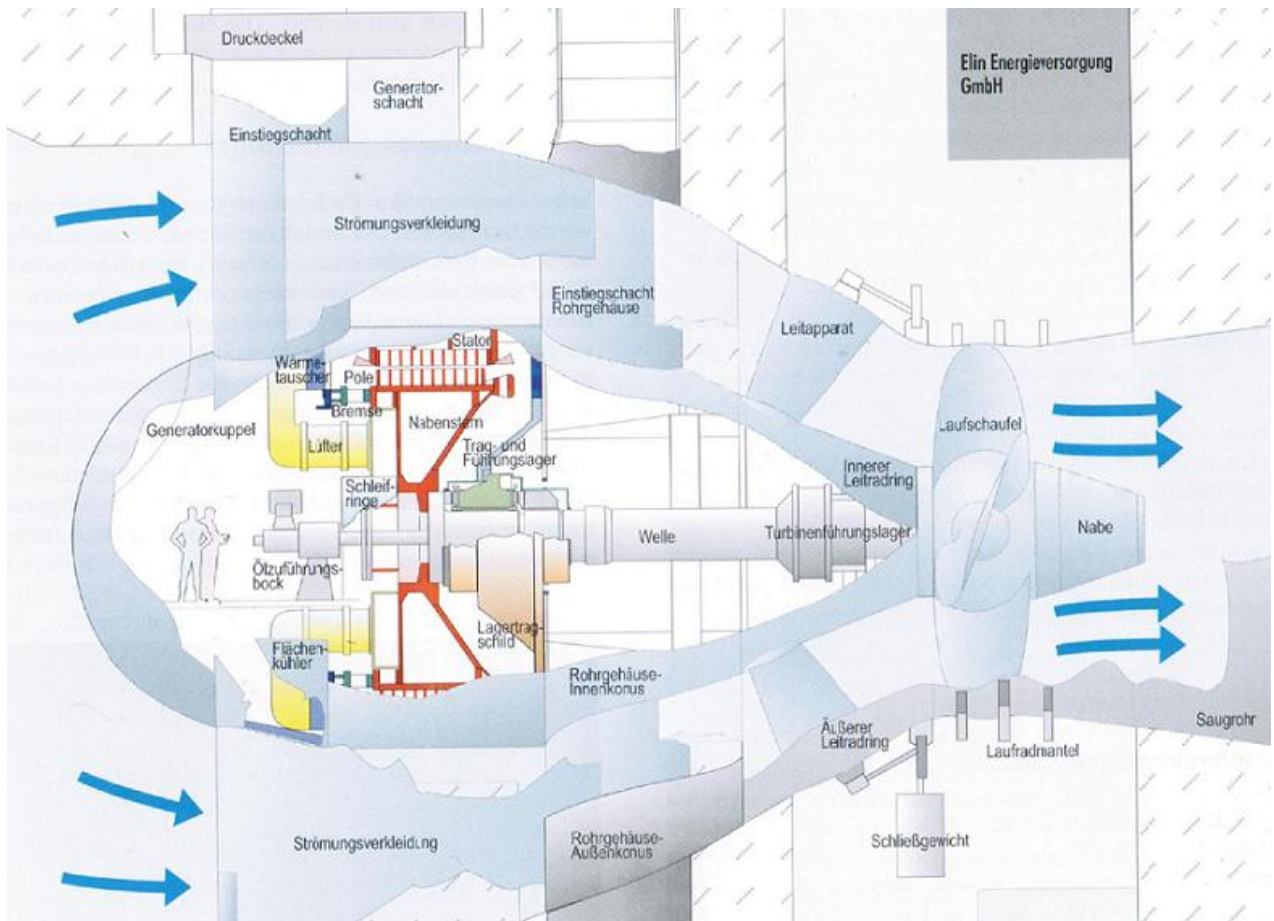 Druckdeckel
Elin Energieversorgung
GmbH
Generator-
schacht
Einstiegschacht
Strömungsverkleidung
Einstiegschacht
Rohrgehäuse
Leitapparat
Stator
Wärme-
tauscher
Pole
Bremse
Nabenstern
Laufschaufel
Generatorkuppel
Lüfter
Trag- und
Führungslager
Innerer
Leitradring
Schleif-
ringe
Welle
Turbinenführungslager
Nabe
Ölzuführungs-
bock
Lagertrag-
schild
Flächen-
kühler
Rohrgehäuse-
Innenkonus
Äußerer
Leitradring
Saugrohr
Laufradmantel
Strömungsverkleidung
Rohrgehäuse-
Außenkonus
Schließgewicht